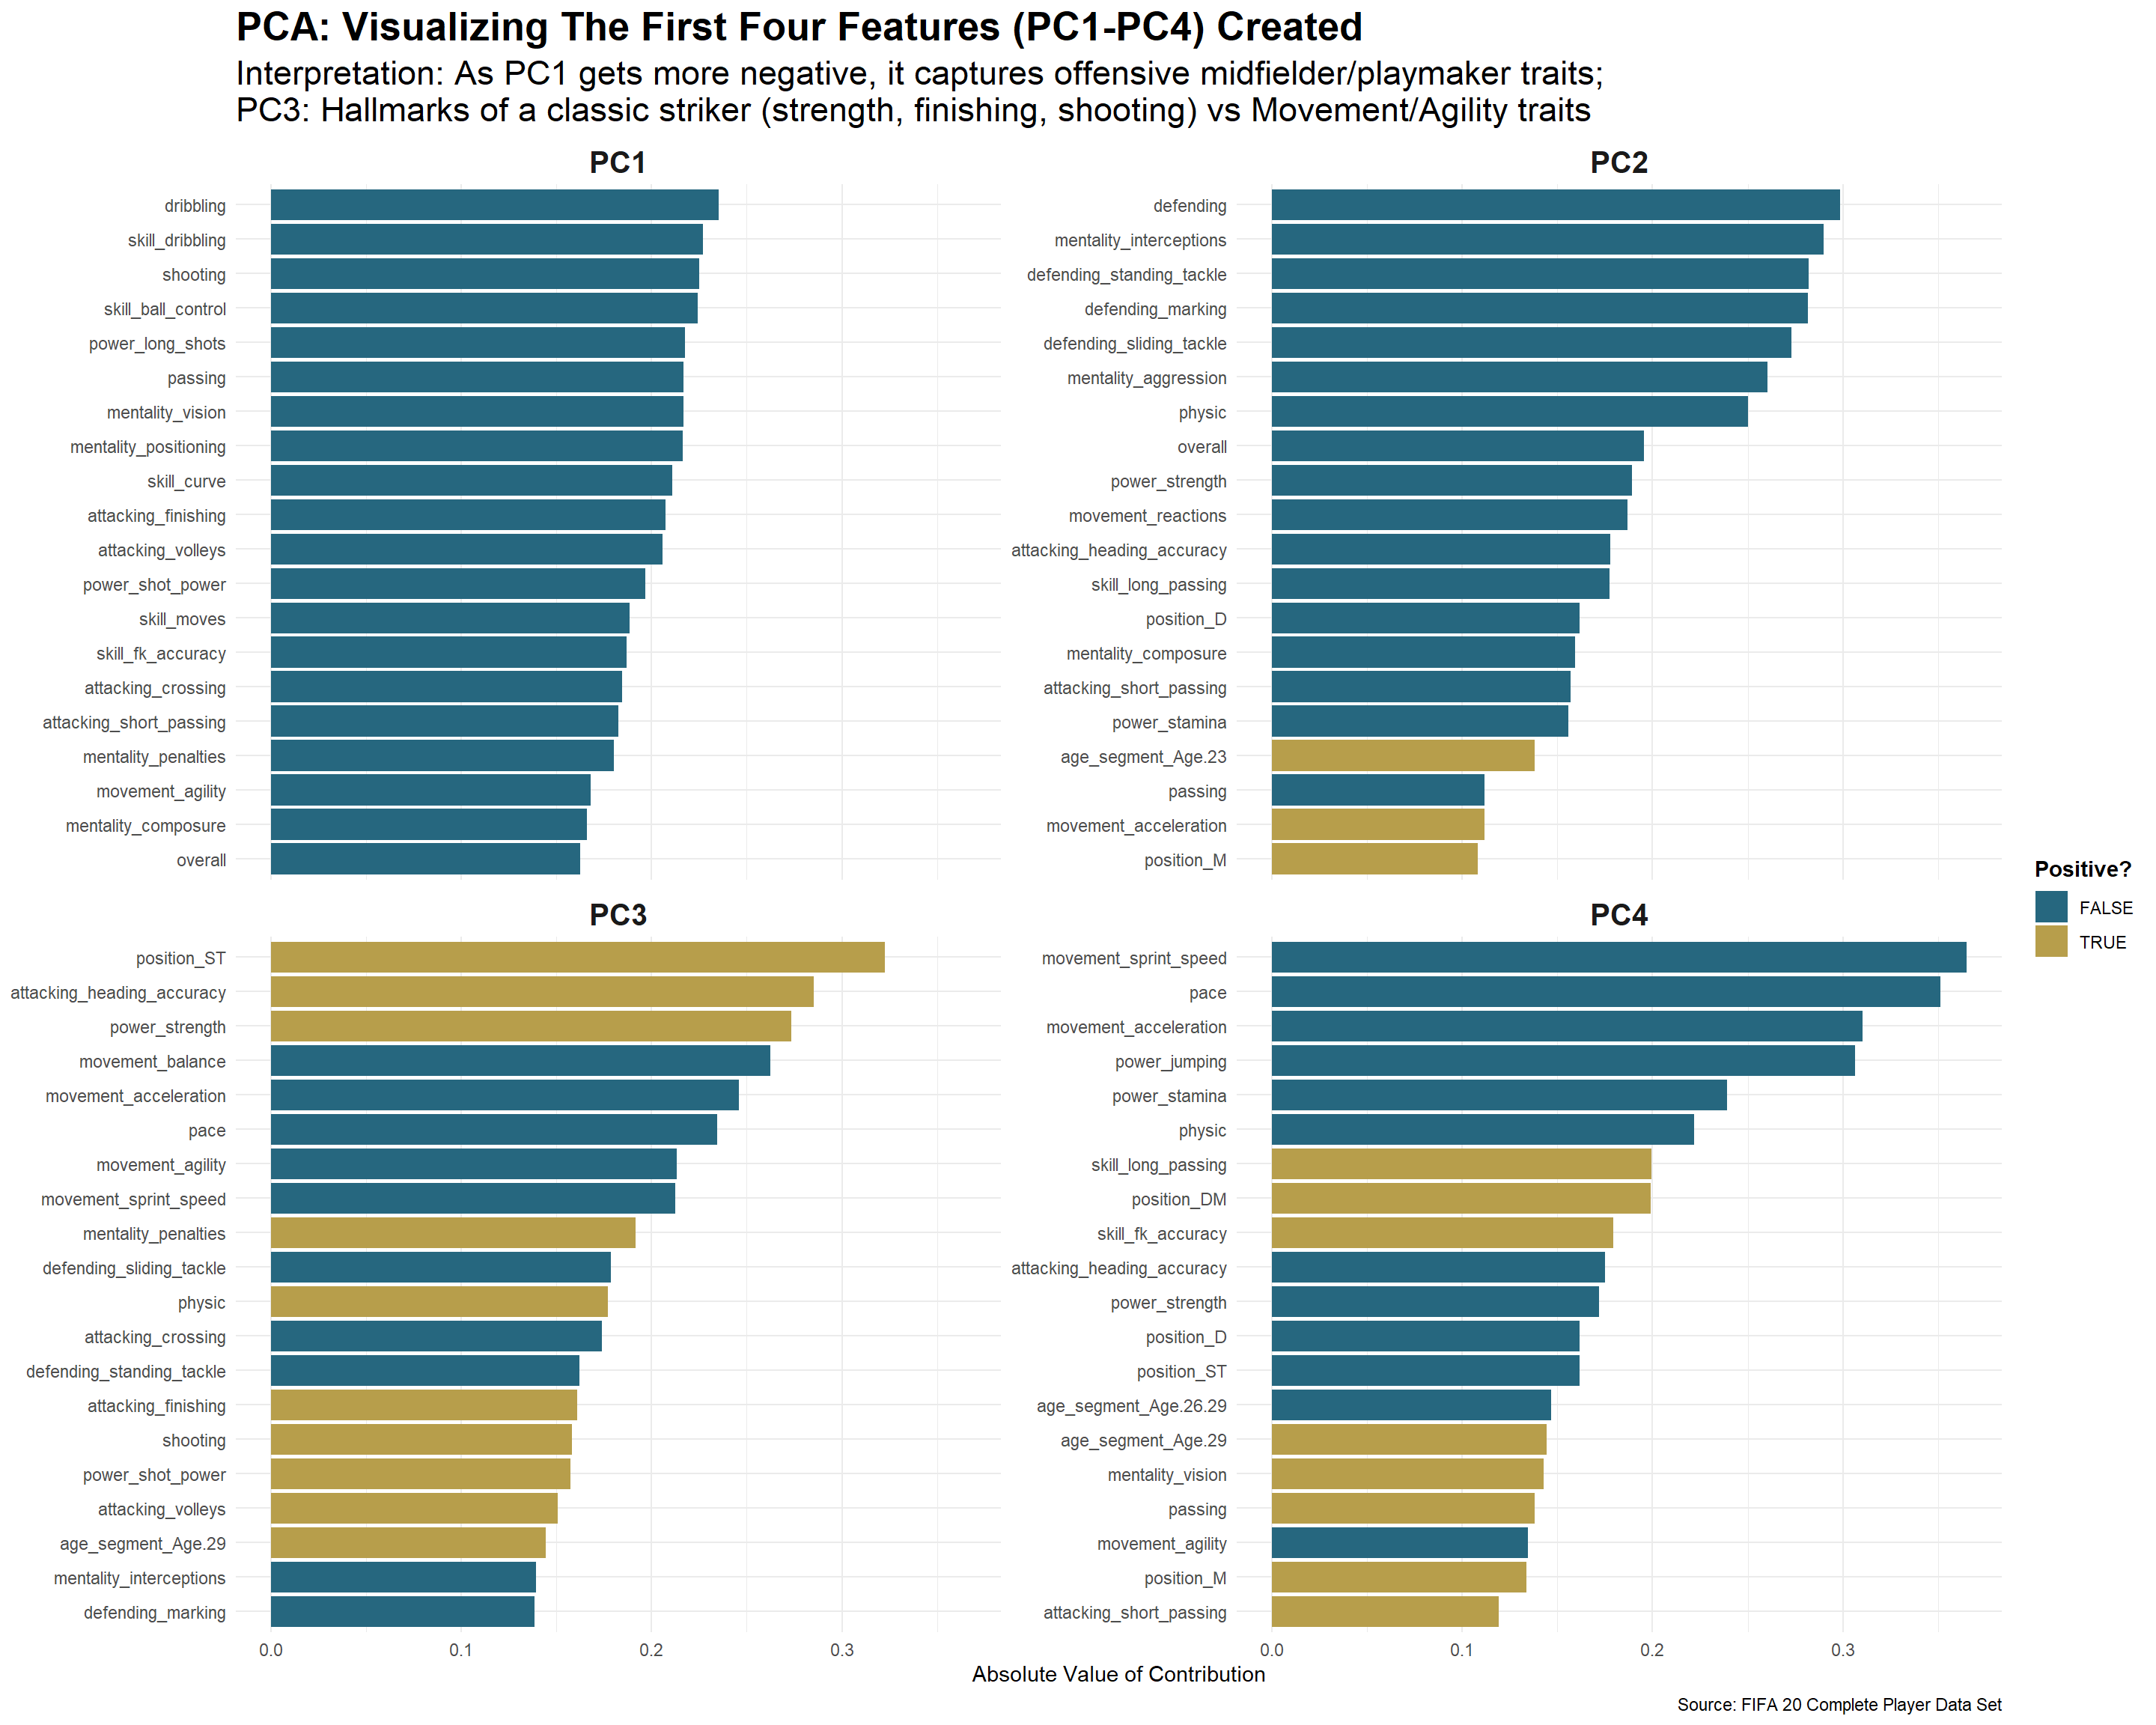 PCA: Visualizing The First Four Features (PC1-PC4) Created
Interpretation: As PC1 gets more negative, it captures offensive midfielder/playmaker traits;
PC3: Hallmarks of a classic striker (strength, finishing, shooting) vs Movement/Agility traits
PC1
dribbling
skill_dribbling
shooting
skill_ball_control
power_long_shots
passing
mentality_vision
mentality_positioning
skill_curve
attacking_finishing
attacking_volleys
power_shot_power
skill_moves
skill_fk_accuracy
attacking_crossing
attacking_short_passing
mentality_penalties
movement_agility
mentality_composure
overall
PC2
defending
mentality_interceptions
defending_standing_tackle
defending_marking
defending_sliding_tackle
mentality_aggression
physic
overall
power_strength
movement_reactions
attacking_heading_accuracy
skill_long_passing
position_D
mentality_composure
attacking_short_passing
power_stamina
age_segment_Age.23
passing
movement_acceleration
position_M
PC3
position_ST
attacking_heading_accuracy
power_strength
movement_balance
movement_acceleration
pace
movement_agility
movement_sprint_speed
mentality_penalties
defending_sliding_tackle
physic
attacking_crossing
defending_standing_tackle
attacking_finishing
shooting
power_shot_power
attacking_volleys
age_segment_Age.29
mentality_interceptions
defending_marking
0.0 0.1 0.2 0.3
PC4
movement_sprint_speed
pace
movement_acceleration
power_jumping
power_stamina
physic
skill_long_passing
position_DM
skill_fk_accuracy
attacking_heading_accuracy
power_strength
position_D
position_ST
age_segment_Age.26.29
age_segment_Age.29
mentality_vision
passing
movement_agility
position_M
attacking_short_passing
0.0 0.1 0.2 0.3
Absolute Value of Contribution
Positive?
FALSE
TRUE
Source: FIFA 20 Complete Player Data Set